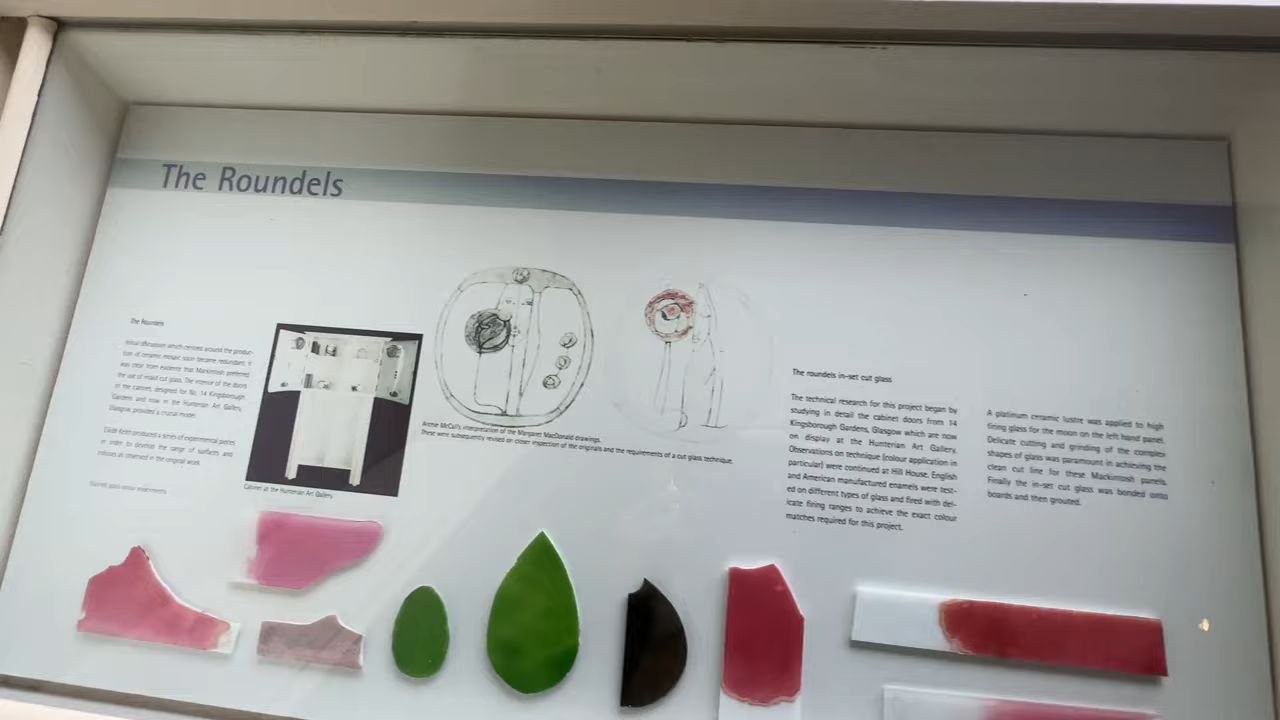 The Roundels
The Roundels
Initial discussion which centred around the produc-
tion of ceramic mosaic soon became redundant. It
was clear from evidence that Mackintosh preferred
the use of inlaid cut glass. The interior of the doors
of the cabinet, designed for No. 14 Kingsborough
Gardens and now in the Hunterian Art Gallery,
Glasgow, provided a crucial model.
Eilidh Keith produced a series of experimental pieces
in order to develop the range of surfaces and
colours as observed in the original work.
colour experiments
Cabinet at the Hunterian Art Gallery
Archie McCall's interpretation of the Margaret MacDonald drawings.
These were subsequently revised on closer inspection of the originals and the requirements of a cut glass technique.
The roundels in-set cut glass
The technical research for this project began by
studying in detail the cabinet doors from 14
Kingsborough Gardens, Glasgow which are now
on display at the Hunterian Art Gallery.
Observations on technique (colour application in
particular) were continued at Hill House. English
and American manufactured enamels were test-
ed on different types of glass and fired with del-
icate firing ranges to achieve the exact colour
matches required for this project.
A platinum ceramic lustre was applied to high
firing glass for the moon on the left hand panel.
Delicate cutting and grinding of the complex
shapes of glass was paramount in achieving the
clean cut line for these Mackintosh panels.
Finally the in-set cut glass was bonded onto
boards and then grouted.